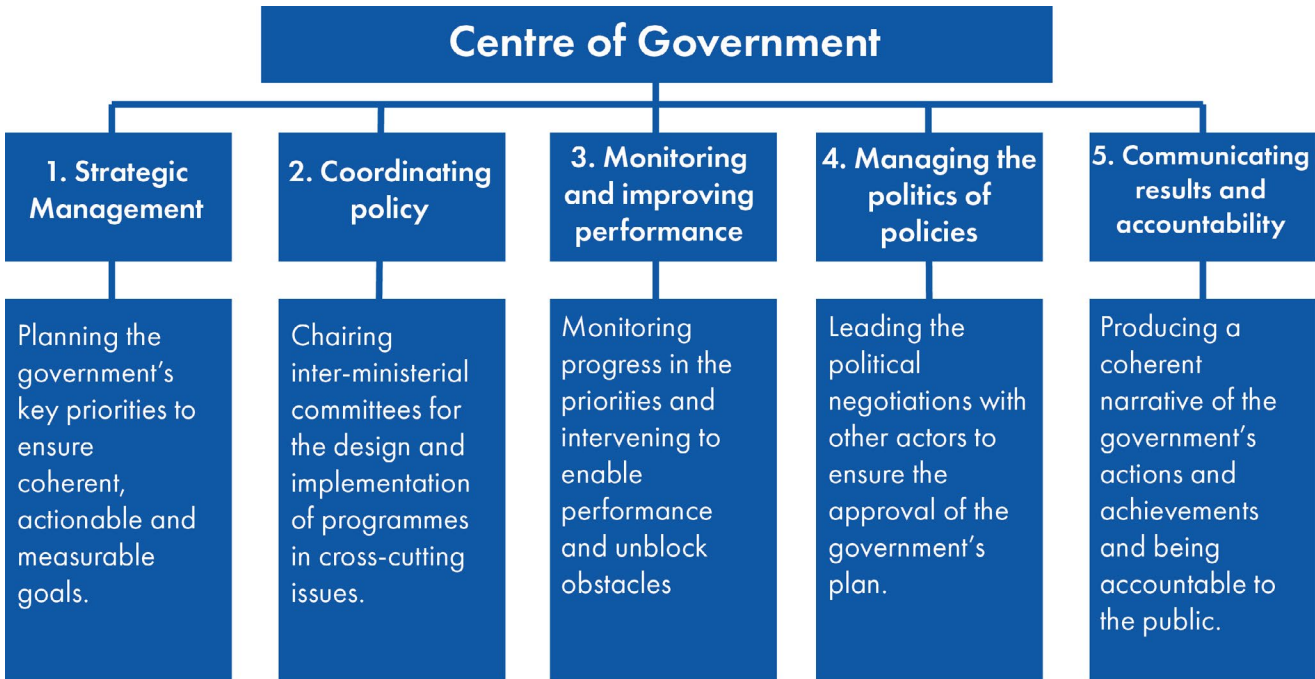 Centre of Government
1. Strategic
Management
2. Coordinating
policy
3. Monitoring
and improving
performance
4. Managing the
politics of
policies
5. Communicating
results and
accountability
Planning the
government’s
key priorities to
ensure
coherent,
actionable and
measurable
goals.
Chairing
inter-ministerial
committees for
the design and
implementation
of programmes
in cross-cutting
issues.
Monitoring
progress in the
priorities and
intervening to
enable
performance
and unblock
obstacles
Leading the
political
negotiations with
other actors to
ensure the
approval of the
government’s
plan.
Producing a
coherent
narrative of the
government’s
actions and
achievements
and being
accountable to
the public.